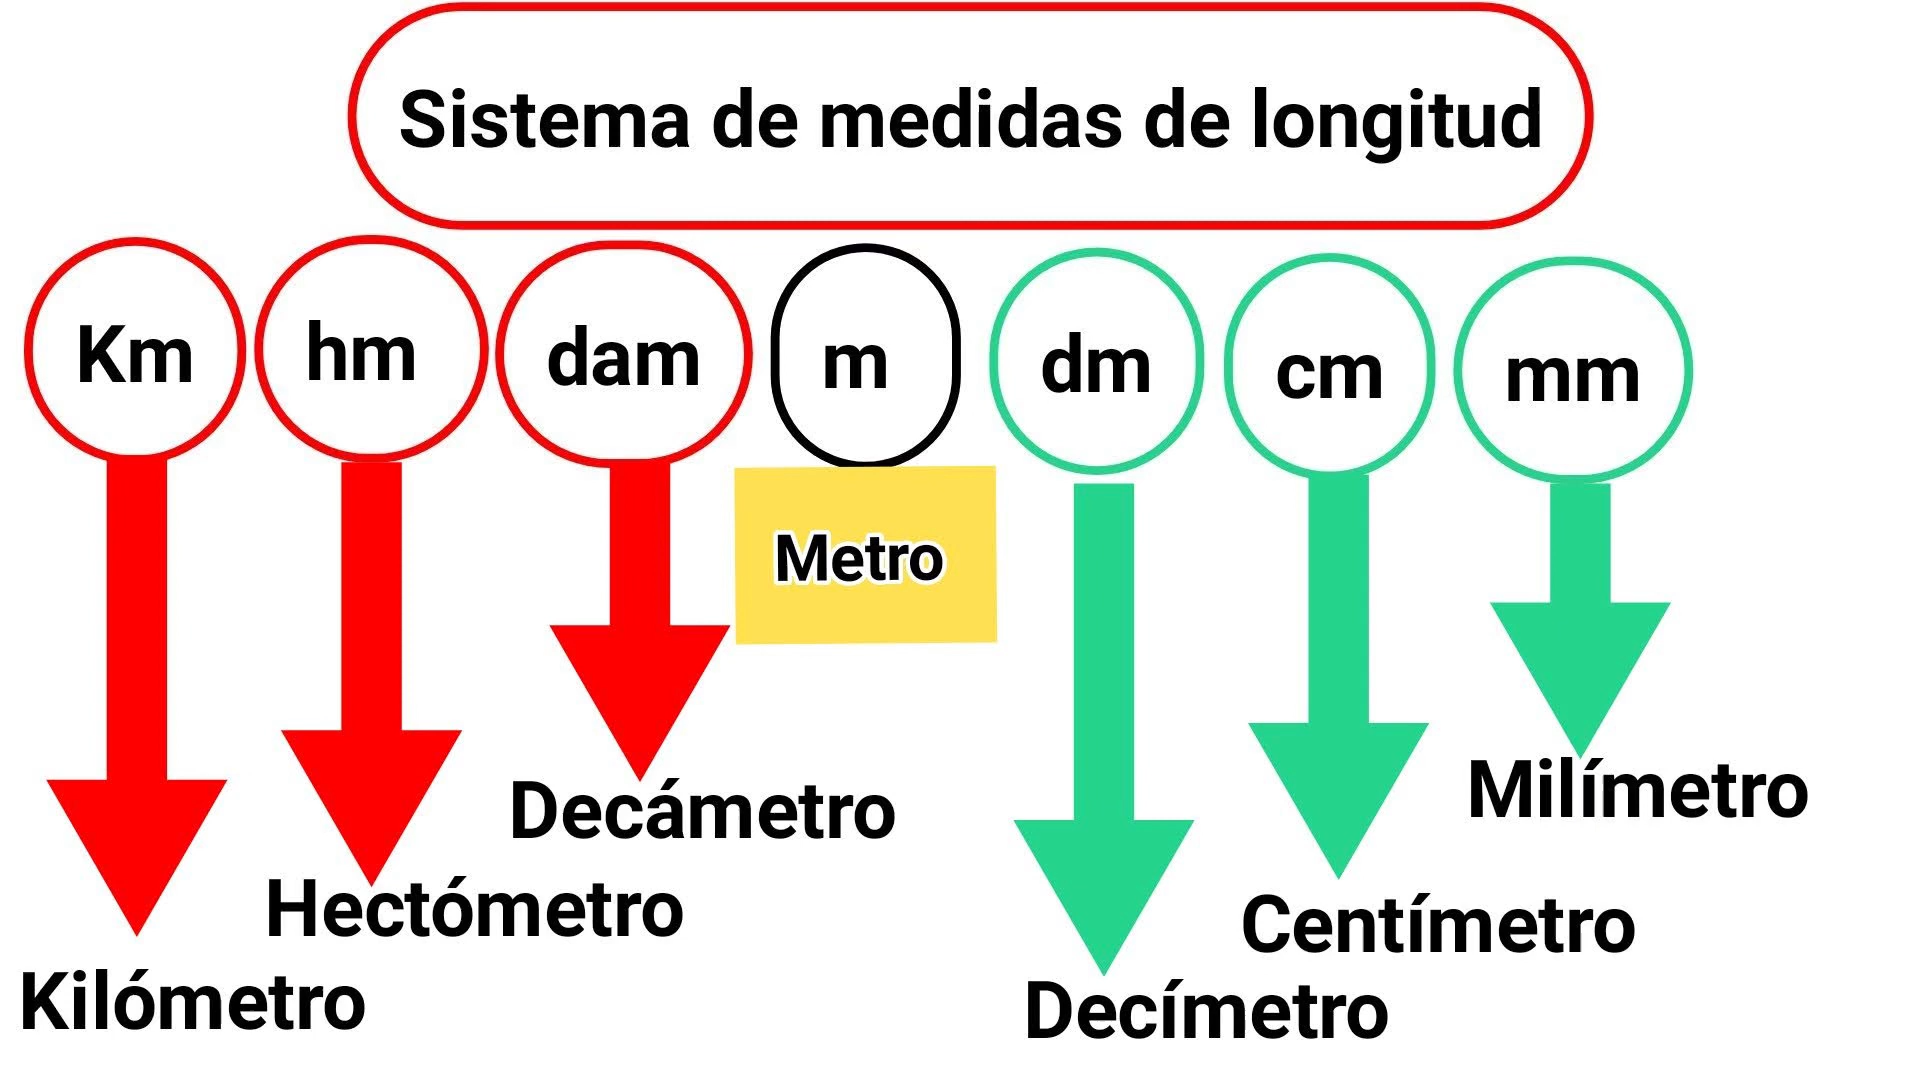 Sistema de medidas de longitud
Km hm dam m dm cm mm
Metro
Decámetro
Milímetro
Hectómetro
Centímetro
Kilómetro
Decímetro